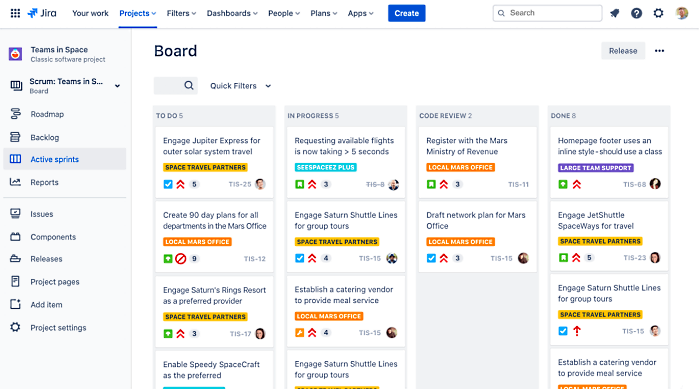 Jira
Your work
Projects
Filters
Dashboards
People
Plans
Apps
Create
Search
Teams in Space
Classic software project
Scrum: Teams in S...
Board
Roadmap
Backlog
Active sprints
Reports
Issues
Components
Releases
Project pages
Add item
Project settings
Board
Release
Quick Filters
TO DO 5
Engage Jupiter Express for
outer solar system travel
SPACE TRAVEL PARTNERS
5
TIS-25
Create 90 day plans for all
departments in the Mars Office
LOCAL MARS OFFICE
9
TIS-12
Engage Saturn's Rings Resort
as a preferred provider
SPACE TRAVEL PARTNERS
3
TIS-17
Enable Speedy SpaceCraft
as the preferred
IN PROGRESS 5
Requesting available flights
is now taking > 5 seconds
SEESPACEEZ PLUS
3
TIS-8
Engage Saturn Shuttle Lines
for group tours
SPACE TRAVEL PARTNERS
4
TIS-15
Establish a catering vendor
to provide meal service
LOCAL MARS OFFICE
4
TIS-15
Engage Saturn Shuttle Lines
for group tours
SPACE TRAVEL PARTNERS
CODE REVIEW 2
Register with the Mars
Ministry of Revenue
LOCAL MARS OFFICE
3
TIS-11
Draft network plan for Mars
Office
LOCAL MARS OFFICE
3
TIS-15
DONE 8
Homepage footer uses an
inline style-should use a class
LARGE TEAM SUPPORT
TIS-68
Engage JetShuttle
SpaceWays for travel
SPACE TRAVEL PARTNERS
5
TIS-23
Engage Saturn Shuttle Lines
for group tours
SPACE TRAVEL PARTNERS
TIS-15
Establish a catering vendor
to provide meal service
LOCAL MARS OFFICE